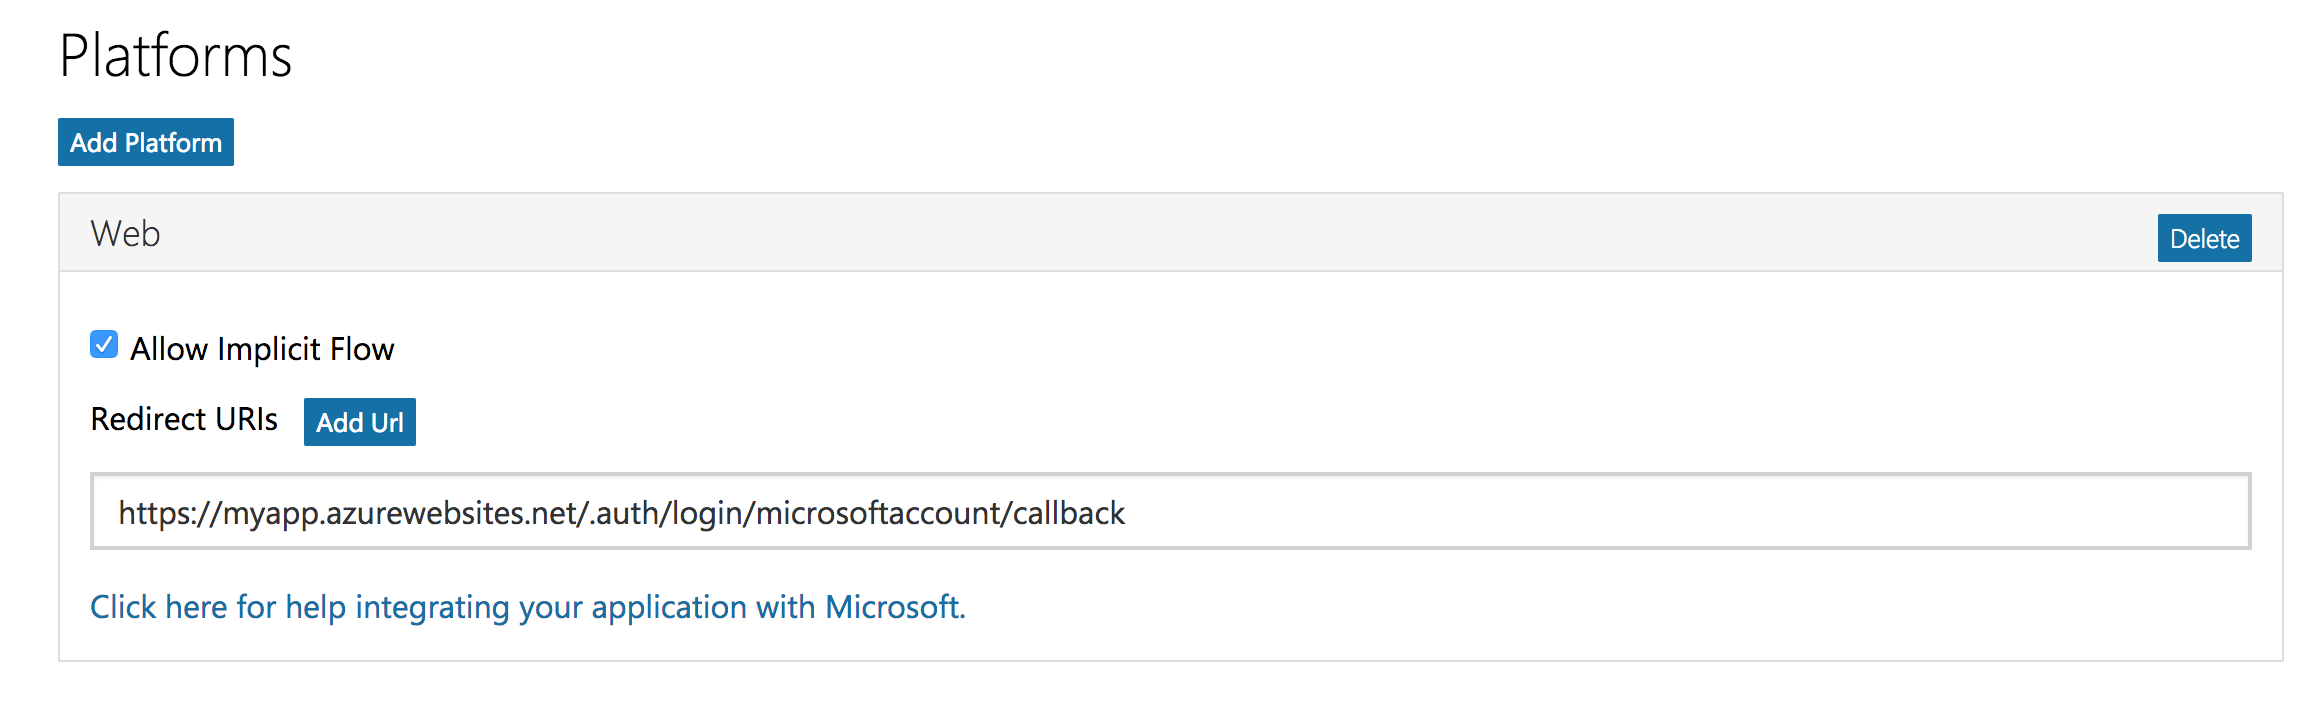 Platforms
Add Platform
Web
Delete
Allow Implicit Flow
Redirect URIs
Add Url
https://myapp.azurewebsites.net/.auth/login/microsoftaccount/callback
Click here for help integrating your application with Microsoft.